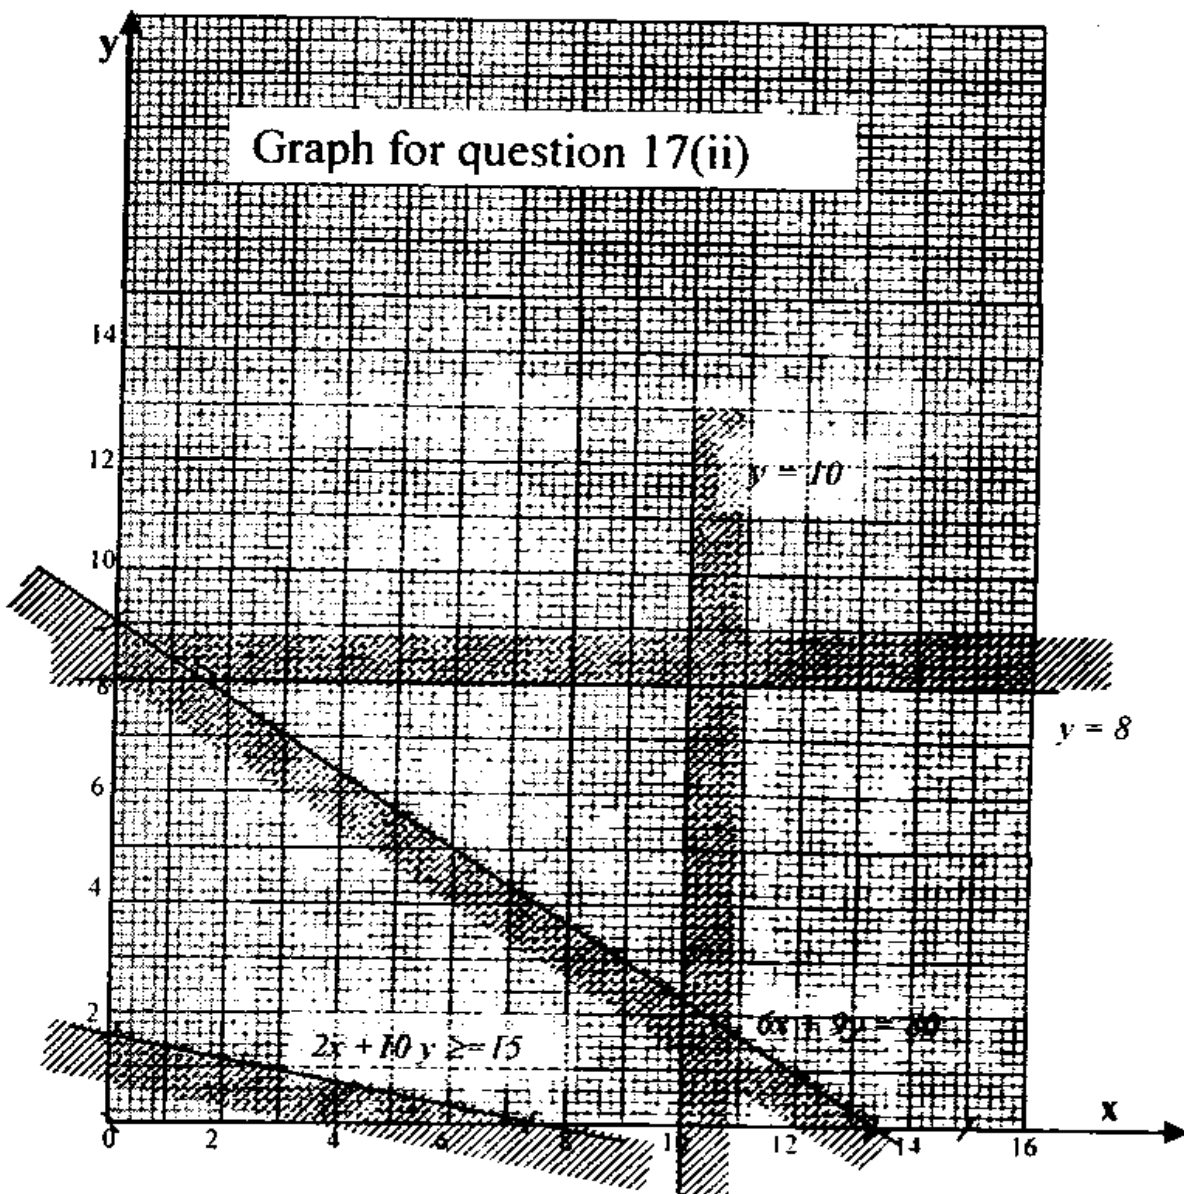 y
Graph for question 17(ii)
14
12
y = 10
10
8
y = 8
6
4
2
2x + 10 y >= 15
6x + 9y = 80
x
0 2 4 6 8 10 12 14 16